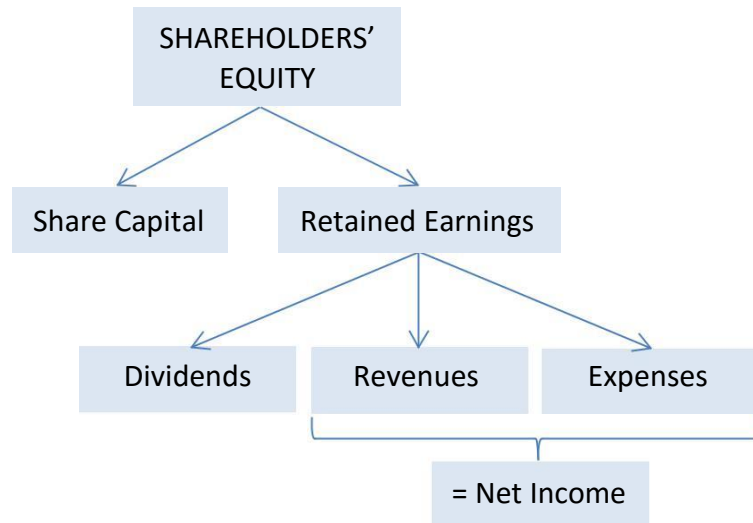 SHAREHOLDERS’
EQUITY
Share Capital
Retained Earnings
Dividends
Revenues
Expenses
= Net Income